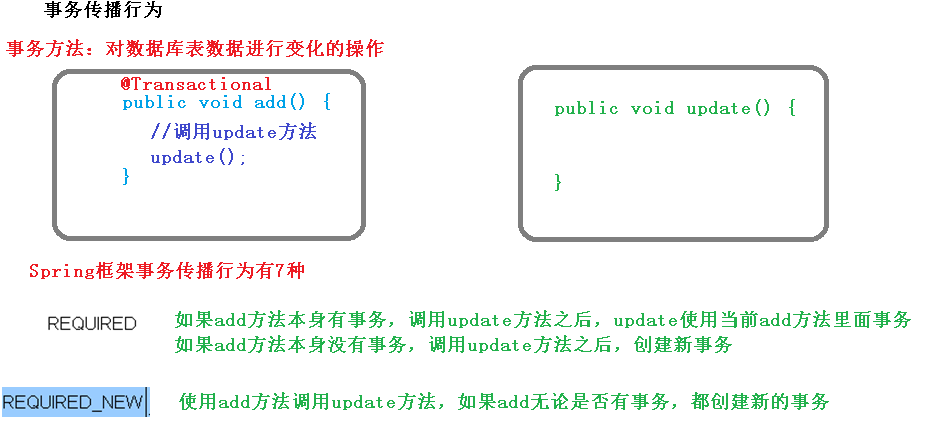 事务传播行为
事务方法：对数据库表数据进行变化的操作
@Transactional
public void add() {
//调用update方法
update();
}
public void update() {
}
Spring框架事务传播行为有7种
REQUIRED
如果add方法本身有事务，调用update方法之后，update使用当前add方法里面事务
如果add方法本身没有事务，调用update方法之后，创建新事务
REQUIRED_NEW
使用add方法调用update方法，如果add无论是否有事务，都创建新的事务